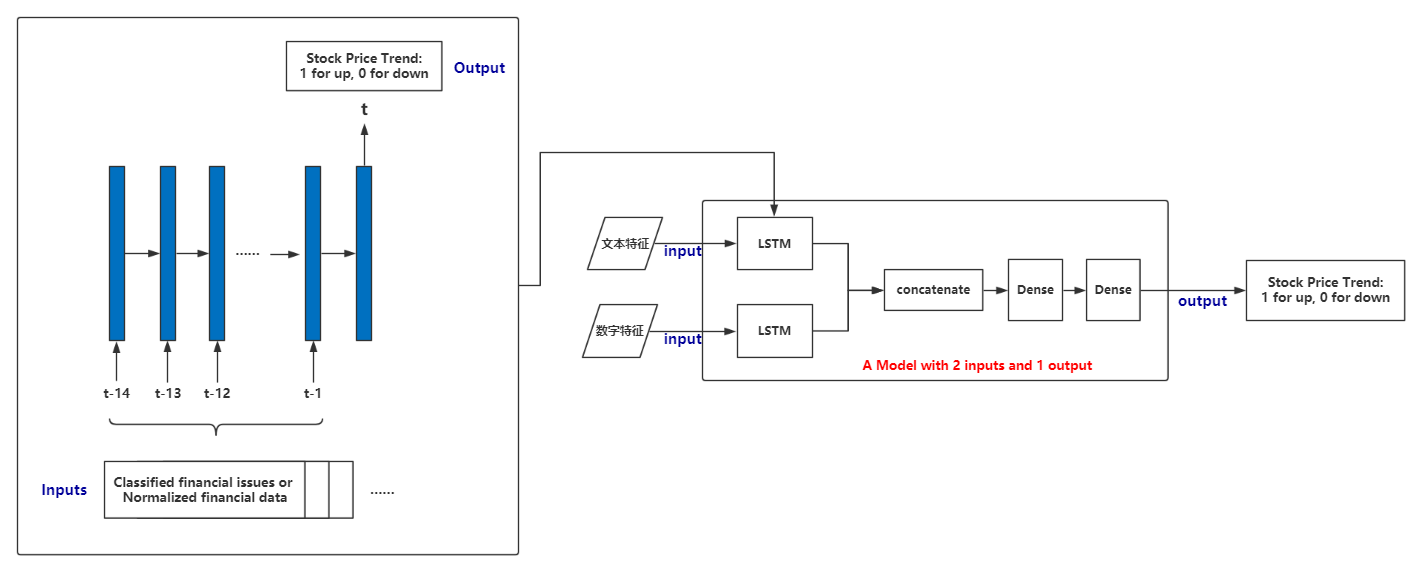 Stock Price Trend:
1 for up, 0 for down
Output
t
......
t-14
t-13
t-12
t-1
Inputs
Classified financial issues or
Normalized financial data
......
文本特征
input
LSTM
数字特征
input
LSTM
concatenate
Dense
Dense
A Model with 2 inputs and 1 output
output
Stock Price Trend:
1 for up, 0 for down